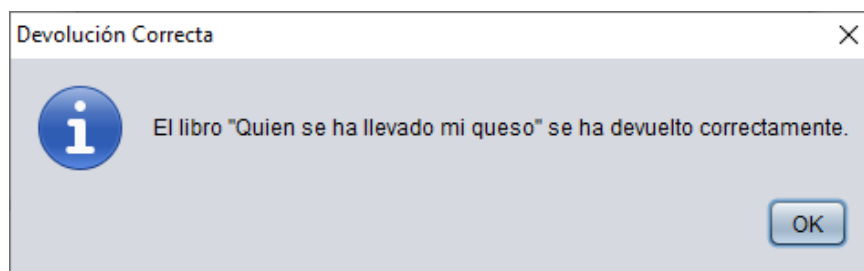 Devolución Correcta
El libro "Quien se ha llevado mi queso" se ha devuelto correctamente.
OK